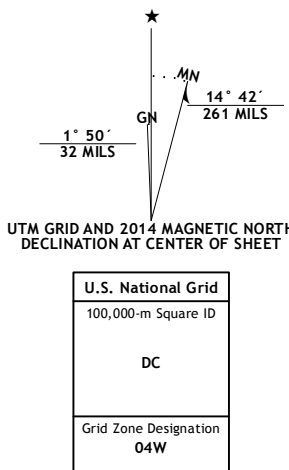 ★
MN
GN
14° 42´
261 MILS
1° 50´
32 MILS
UTM GRID AND 2014 MAGNETIC NORTH
DECLINATION AT CENTER OF SHEET
U.S. National Grid
100,000-m Square ID
DC
Grid Zone Designation
04W